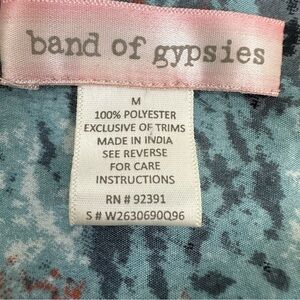 band of gypsies
M
100% POLYESTER
EXCLUSIVE OF TRIMS
MADE IN INDIA
SEE REVERSE
FOR CARE
INSTRUCTIONS
RN # 92391
S # W2630690Q96